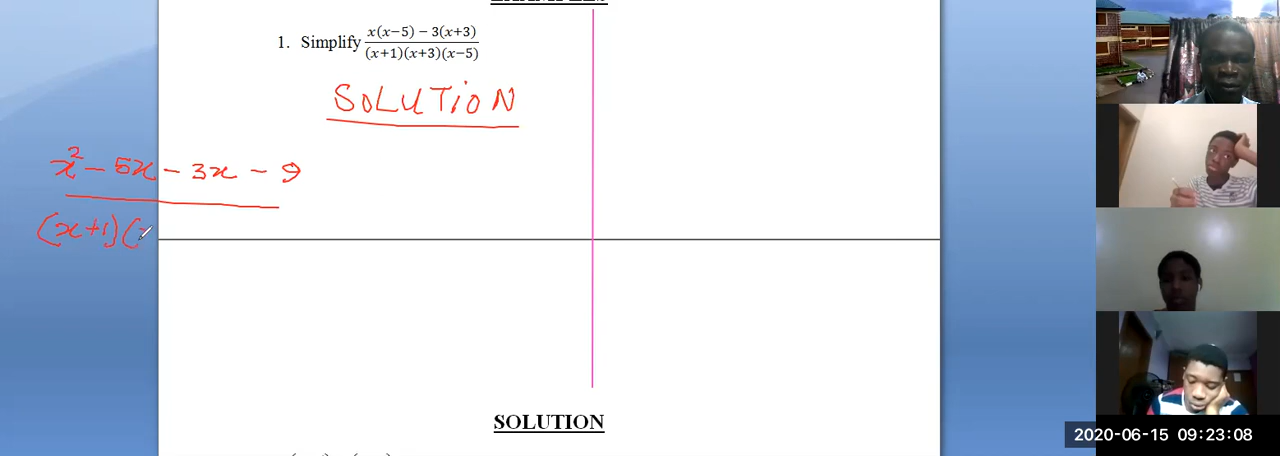 1. Simplify x(x−5) − 3(x+3) / (x+1)(x+3)(x−5)
SOLUTION
x² − 5x − 3x − 9
(x+1)(
SOLUTION
2020-06-15 09:23:08